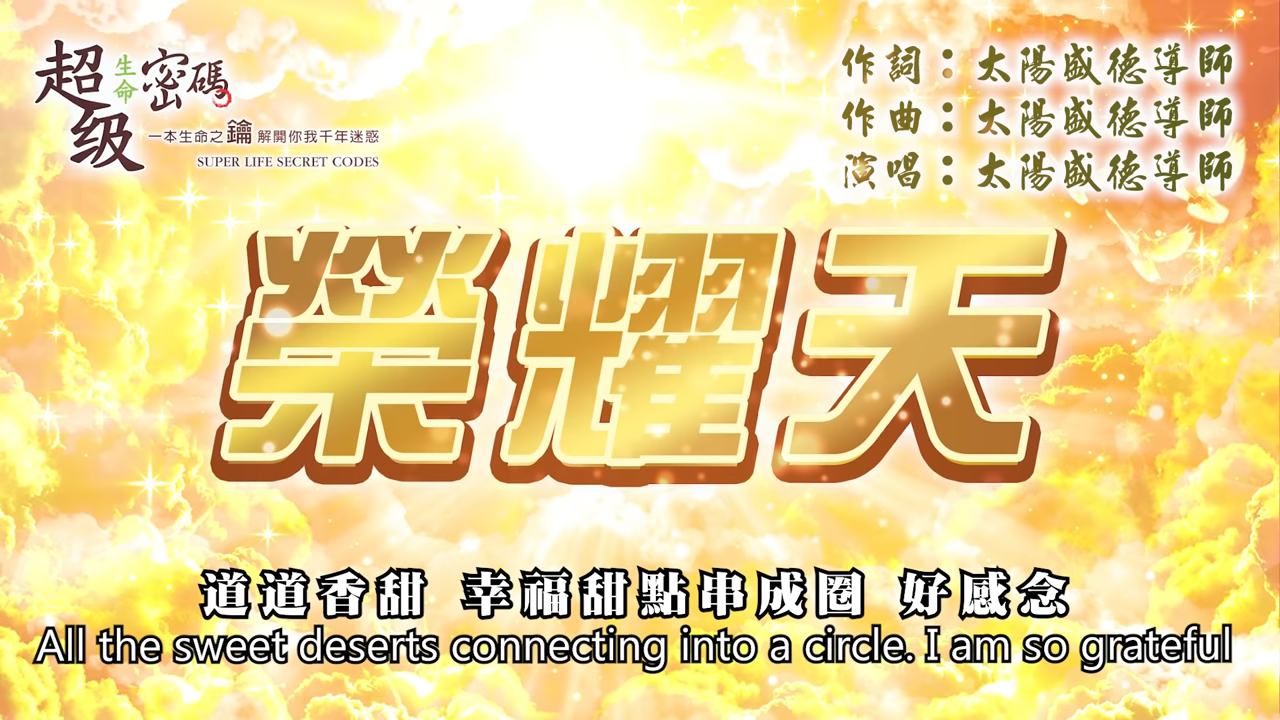 超级生命密碼
一本生命之鑰解開你我千年迷惑
SUPER LIFE SECRET CODES
作詞：太陽盛德導師
作曲：太陽盛德導師
演唱：太陽盛德導師
榮耀天
道道香甜 幸福甜點串成圈 好感念
All the sweet deserts connecting into a circle. I am so grateful